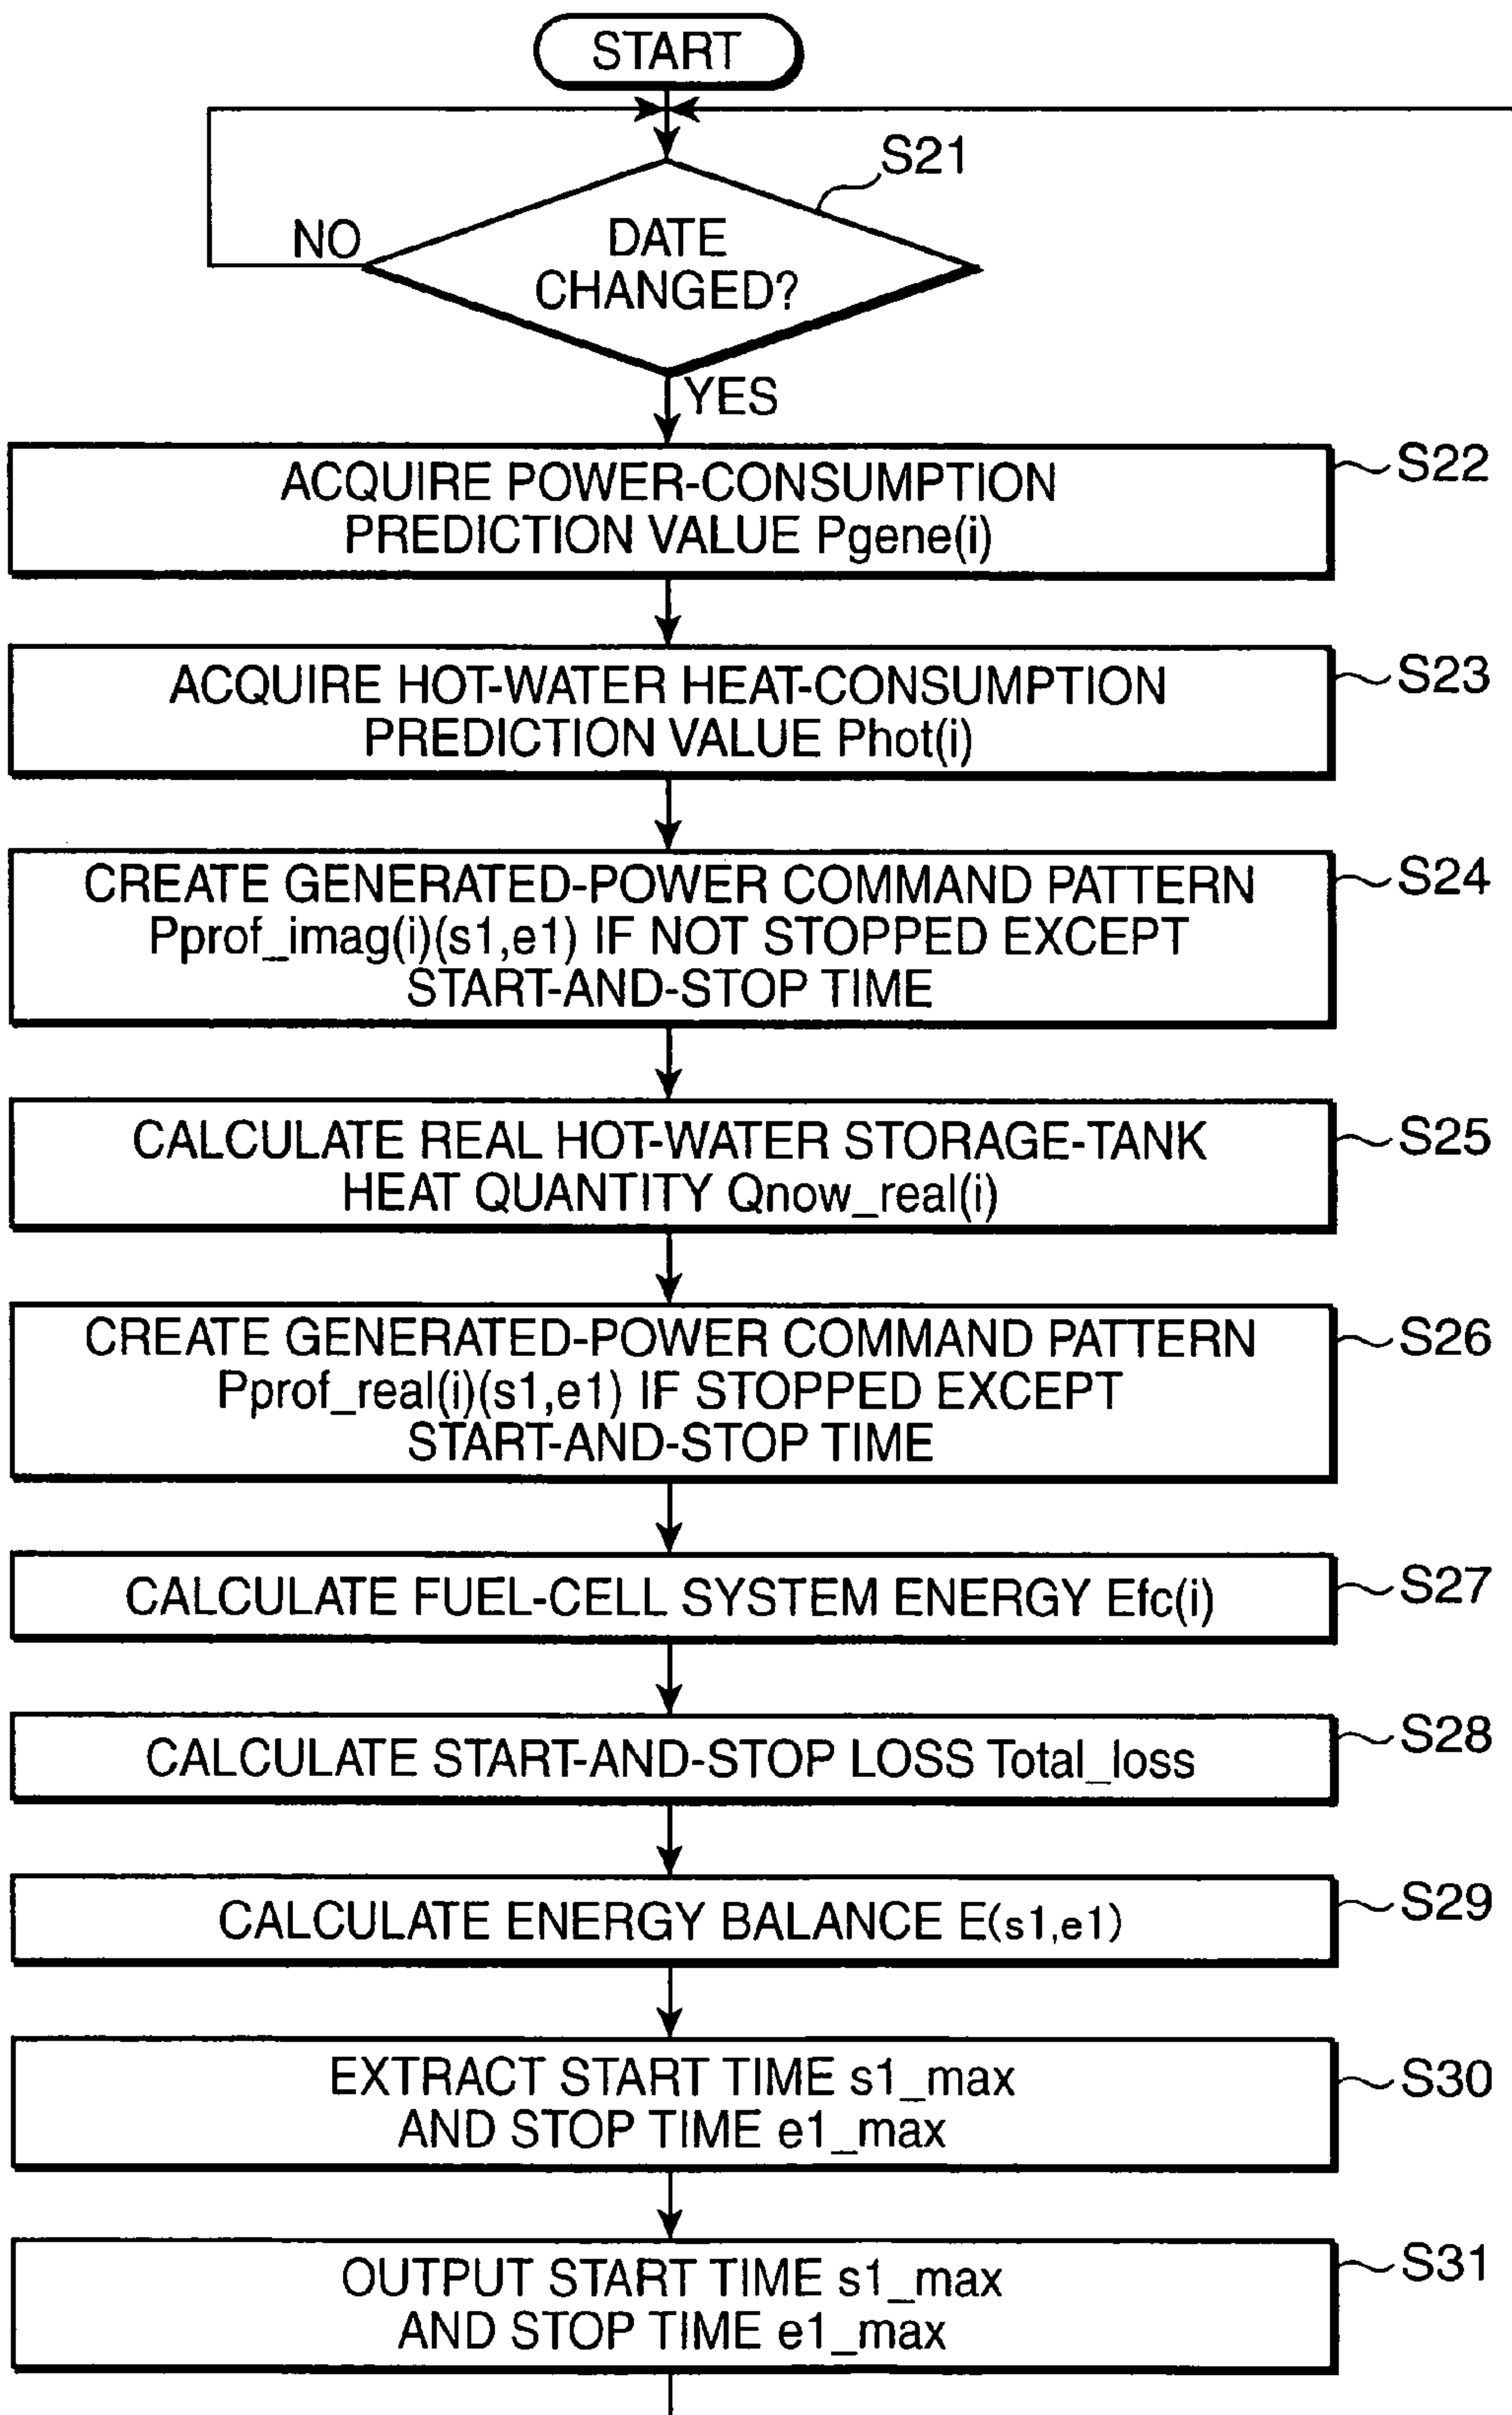 START
S21
NO
DATE
CHANGED?
YES
S22
ACQUIRE POWER-CONSUMPTION
PREDICTION VALUE Pgene(i)
S23
ACQUIRE HOT-WATER HEAT-CONSUMPTION
PREDICTION VALUE Phot(i)
S24
CREATE GENERATED-POWER COMMAND PATTERN
Pprof_imag(i)(s1,e1) IF NOT STOPPED EXCEPT
START-AND-STOP TIME
S25
CALCULATE REAL HOT-WATER STORAGE-TANK
HEAT QUANTITY Qnow_real(i)
S26
CREATE GENERATED-POWER COMMAND PATTERN
Pprof_real(i)(s1,e1) IF STOPPED EXCEPT
START-AND-STOP TIME
S27
CALCULATE FUEL-CELL SYSTEM ENERGY Efc(i)
S28
CALCULATE START-AND-STOP LOSS Total_loss
S29
CALCULATE ENERGY BALANCE E(s1,e1)
S30
EXTRACT START TIME s1_max
AND STOP TIME e1_max
S31
OUTPUT START TIME s1_max
AND STOP TIME e1_max